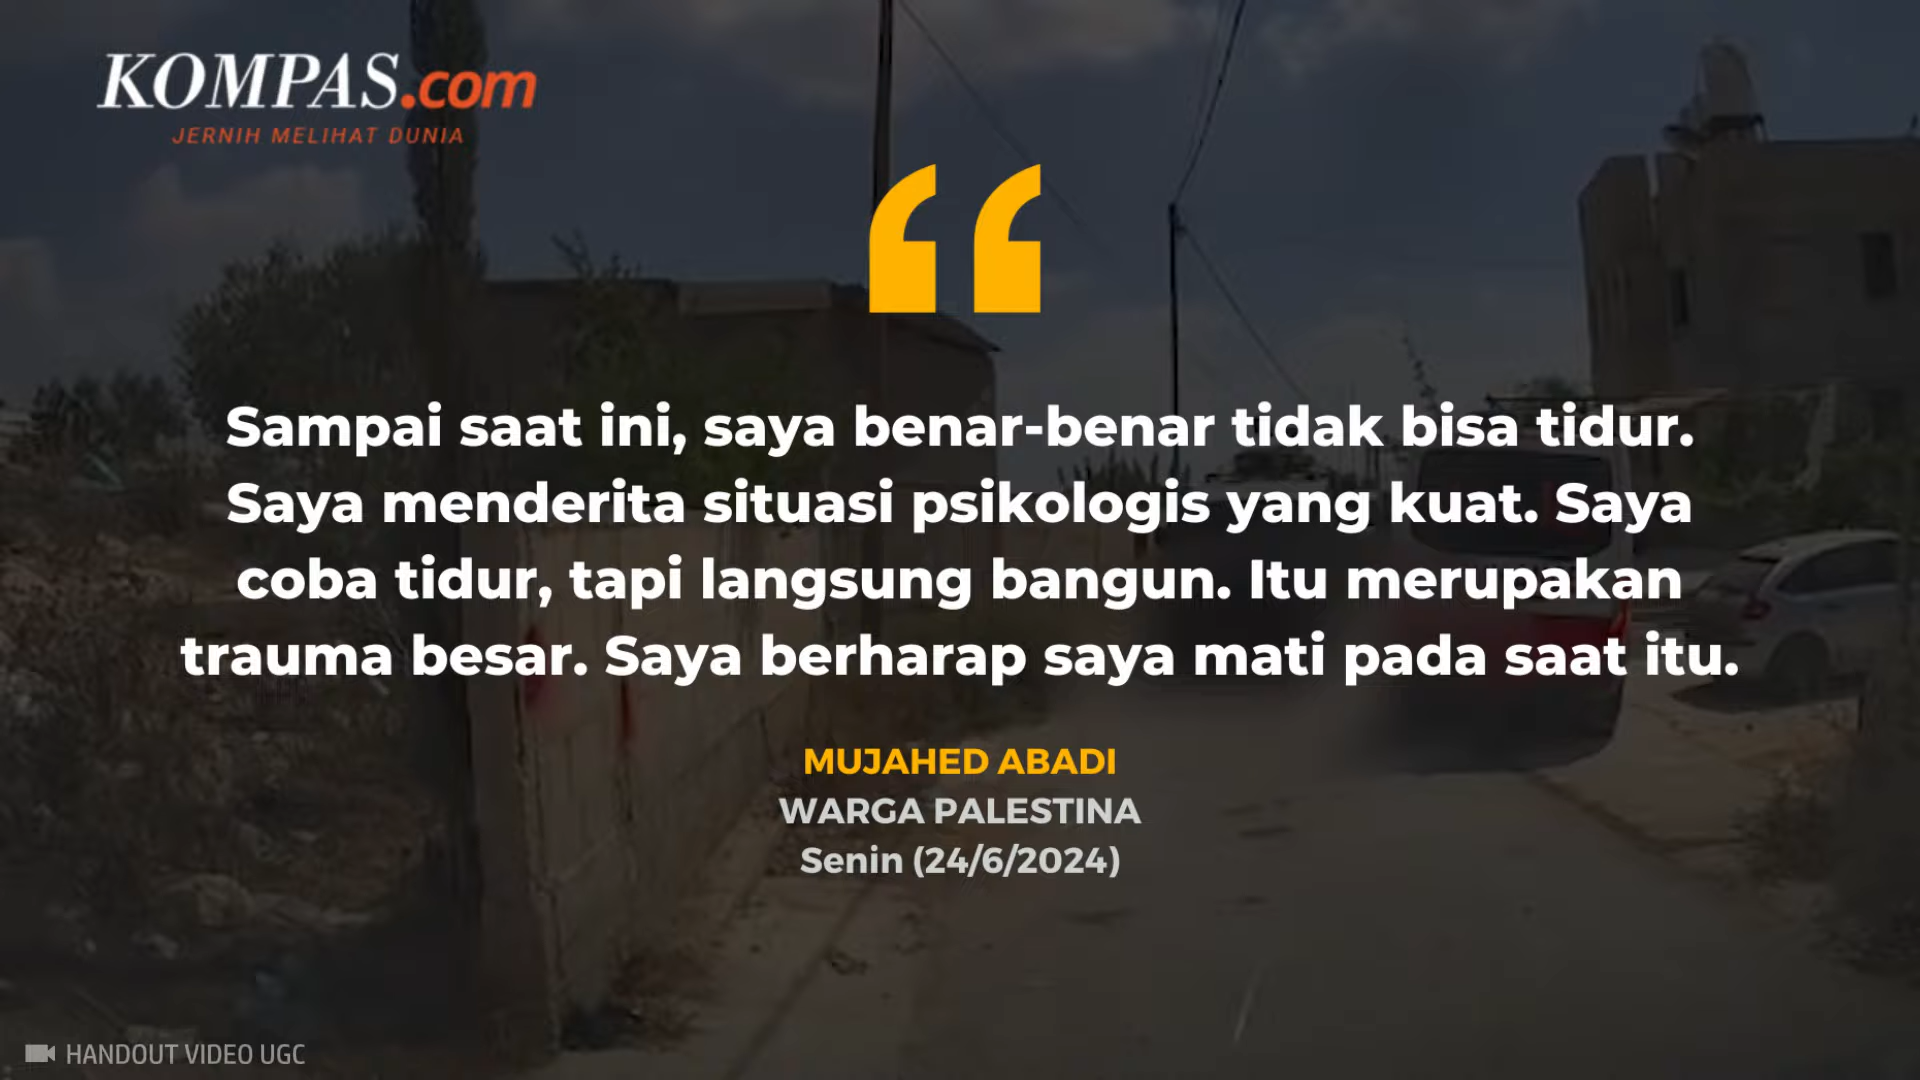 KOMPAS.com
JERNIH MELIHAT DUNIA
“
Sampai saat ini, saya benar-benar tidak bisa tidur.
Saya menderita situasi psikologis yang kuat. Saya
coba tidur, tapi langsung bangun. Itu merupakan
trauma besar. Saya berharap saya mati pada saat itu.
MUJAHED ABADI
WARGA PALESTINA
Senin (24/6/2024)
HANDOUT VIDEO UGC